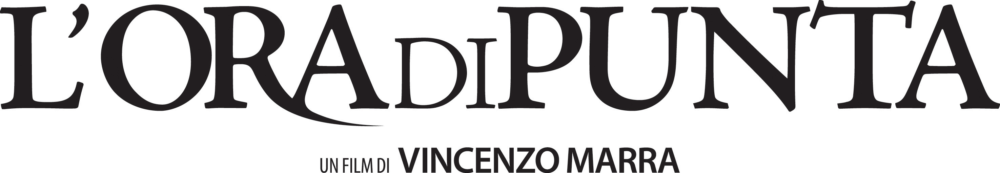 L'ORA DI PUNTA
UN FILM DI VINCENZO MARRA